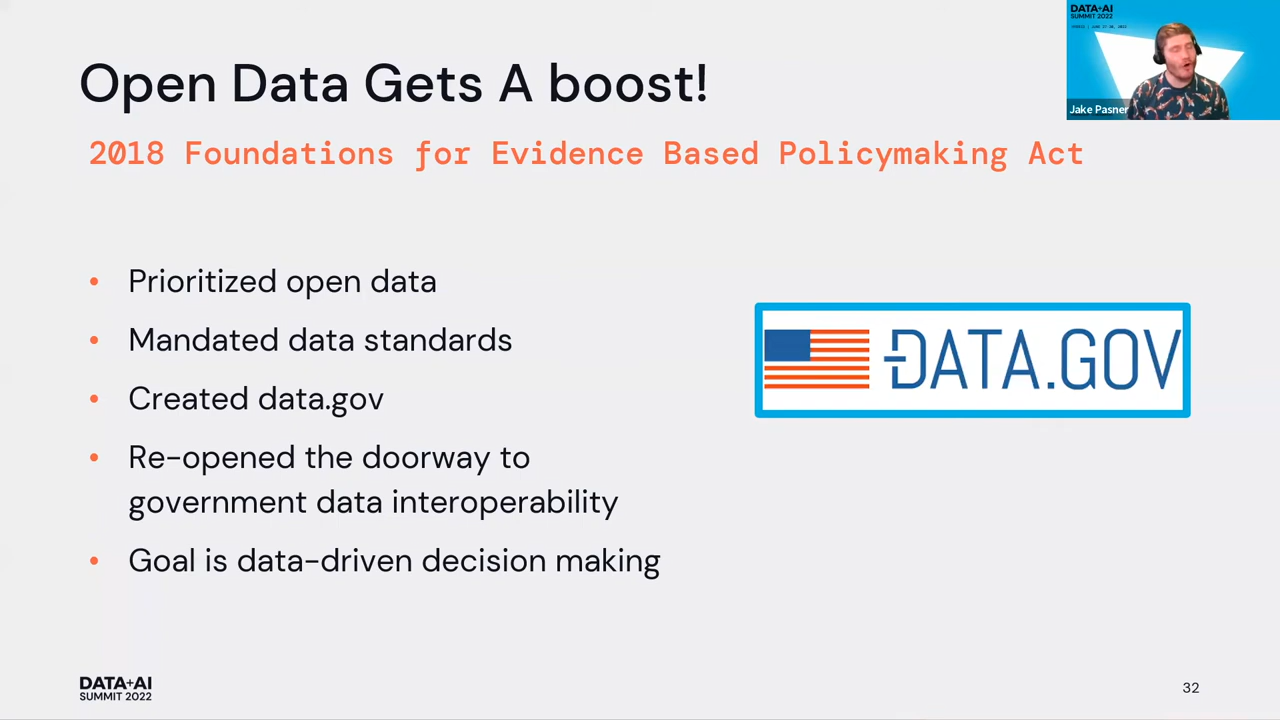 Open Data Gets A boost!
2018 Foundations for Evidence Based Policymaking Act
• Prioritized open data
• Mandated data standards
• Created data.gov
• Re-opened the doorway to
government data interoperability
• Goal is data-driven decision making
DATA.GOV
DATA+AI
SUMMIT 2022
Jake Pasner
DATA+AI
SUMMIT 2022
32